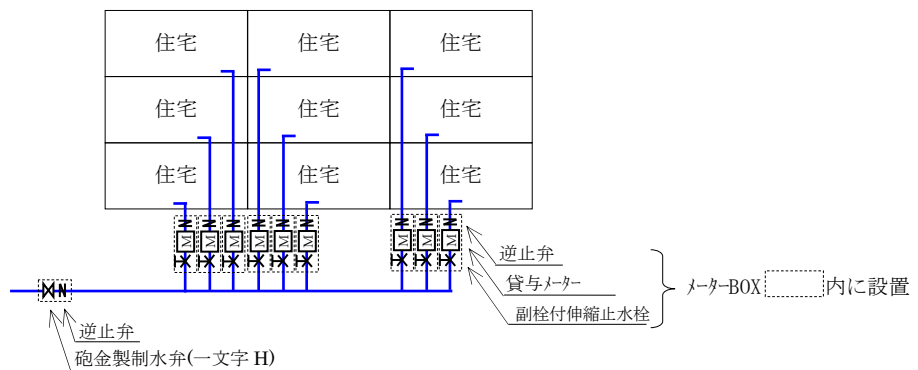 住宅 住宅 住宅
住宅 住宅 住宅
住宅 住宅 住宅
M M M M M M M M M
逆止弁
貸与メーター
副栓付伸縮止水栓
メーターBOX 内に設置
逆止弁
砲金製制水弁(一文字 H)